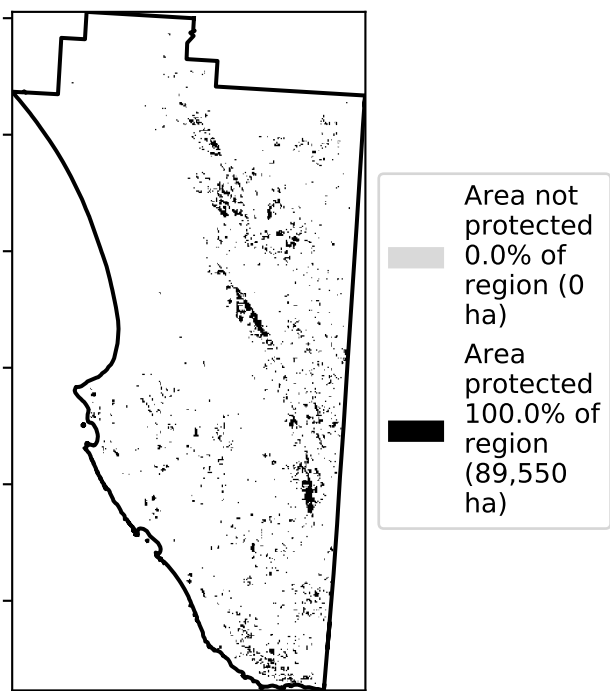 Area not
protected
0.0% of
region (0
ha)
Area
protected
100.0% of
region
(89,550
ha)